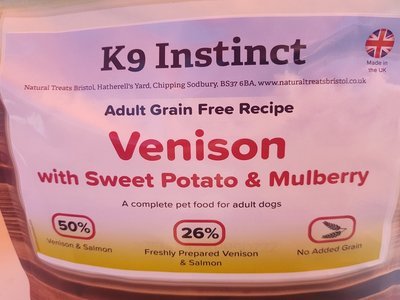 K9 Instinct
Made in
the UK
Natural Treats Bristol, Hatherell's Yard, Chipping Sodbury, BS37 6BA, www.naturaltreatsbristol.co.uk
Adult Grain Free Recipe
Venison
with Sweet Potato & Mulberry
A complete pet food for adult dogs
50%
Venison & Salmon
26%
Freshly Prepared Venison
& Salmon
No Added Grain